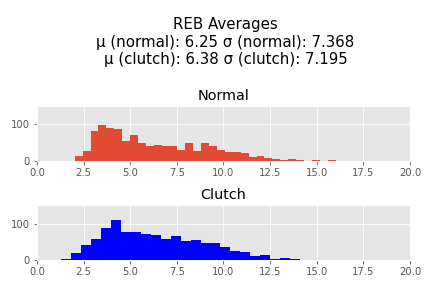 REB Averages
μ (normal): 6.25 σ (normal): 7.368
μ (clutch): 6.38 σ (clutch): 7.195
Normal
100
0
0.0 2.5 5.0 7.5 10.0 12.5 15.0 17.5 20.0
Clutch
100
0
0.0 2.5 5.0 7.5 10.0 12.5 15.0 17.5 20.0